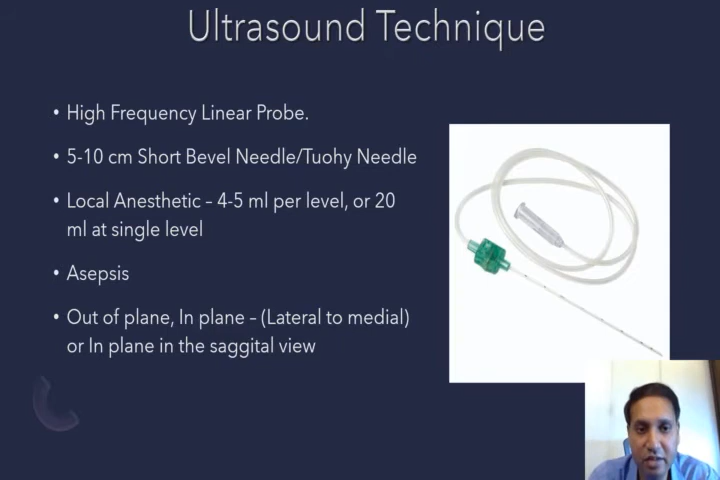 Ultrasound Technique
• High Frequency Linear Probe.
• 5-10 cm Short Bevel Needle/Tuohy Needle
• Local Anesthetic – 4-5 ml per level, or 20
ml at single level
• Asepsis
• Out of plane, In plane – (Lateral to medial)
or In plane in the saggital view